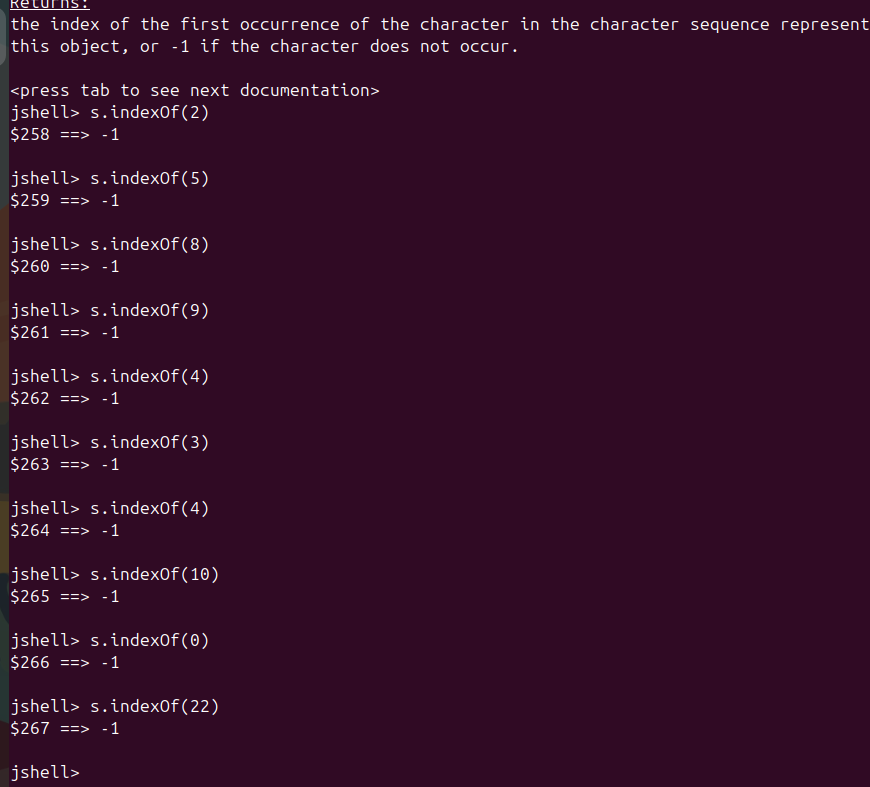 Returns:
the index of the first occurrence of the character in the character sequence represent
this object, or -1 if the character does not occur.
<press tab to see next documentation>
jshell> s.indexOf(2)
$258 ==> -1
jshell> s.indexOf(5)
$259 ==> -1
jshell> s.indexOf(8)
$260 ==> -1
jshell> s.indexOf(9)
$261 ==> -1
jshell> s.indexOf(4)
$262 ==> -1
jshell> s.indexOf(3)
$263 ==> -1
jshell> s.indexOf(4)
$264 ==> -1
jshell> s.indexOf(10)
$265 ==> -1
jshell> s.indexOf(0)
$266 ==> -1
jshell> s.indexOf(22)
$267 ==> -1
jshell>